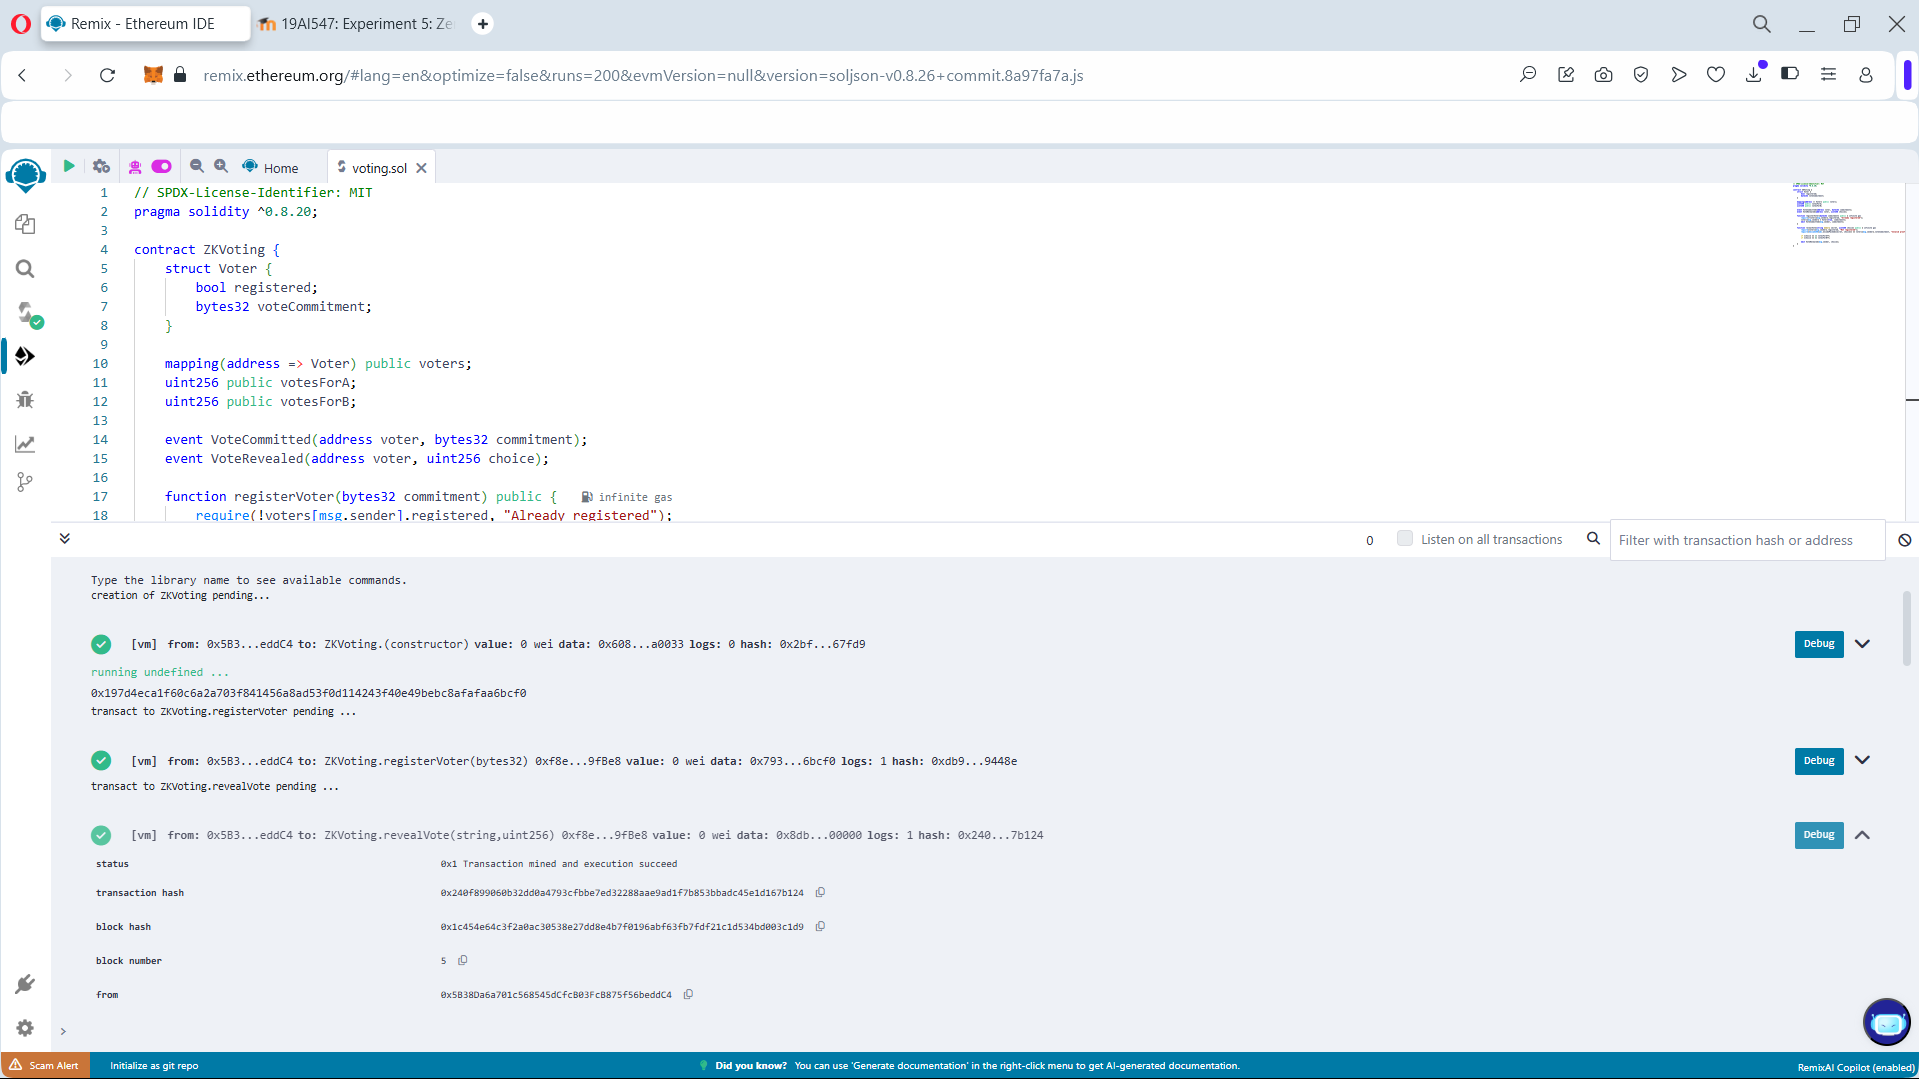 Remix - Ethereum IDE
19AI547: Experiment 5: Ze
remix.ethereum.org/#lang=en&optimize=false&runs=200&evmVersion=null&version=soljson-v0.8.26+commit.8a97fa7a.js
Home
voting.sol
1 // SPDX-License-Identifier: MIT
2 pragma solidity ^0.8.20;
3
4 contract ZKVoting {
5 struct Voter {
6 bool registered;
7 bytes32 voteCommitment;
8 }
9
10 mapping(address => Voter) public voters;
11 uint256 public votesForA;
12 uint256 public votesForB;
13
14 event VoteCommitted(address voter, bytes32 commitment);
15 event VoteRevealed(address voter, uint256 choice);
16
17 function registerVoter(bytes32 commitment) public { infinite gas
18 require(!voters[msg.sender].registered, "Already registered");
0 Listen on all transactions Filter with transaction hash or address
Type the library name to see available commands.
creation of ZKVoting pending...
[vm] from: 0x5B3...eddC4 to: ZKVoting.(constructor) value: 0 wei data: 0x608...a0033 logs: 0 hash: 0x2bf...67fd9 Debug
running undefined ...
0x197d4eca1f60c6a2a703f841456a8ad53f0d114243f40e49bebc8afafaa6bcf0
transact to ZKVoting.registerVoter pending ...
[vm] from: 0x5B3...eddC4 to: ZKVoting.registerVoter(bytes32) 0xf8e...9fBe8 value: 0 wei data: 0x793...6bcf0 logs: 1 hash: 0xdb9...9448e Debug
transact to ZKVoting.revealVote pending ...
[vm] from: 0x5B3...eddC4 to: ZKVoting.revealVote(string,uint256) 0xf8e...9fBe8 value: 0 wei data: 0x8db...00000 logs: 1 hash: 0x240...7b124 Debug
status 0x1 Transaction mined and execution succeed
transaction hash 0x240f899060b32dd0a4793cfbbe7ed32288aae9ad1f7b853bbadc45e1d167b124
block hash 0x1c454e64c3f2a0ac30538e27dd8e4b7f0196abf63fb7fdf21c1d534bd003c1d9
block number 5
from 0x5B38Da6a701c568545dCfcB03FcB875f56beddC4
>
Scam Alert Initialize as git repo Did you know? You can use 'Generate documentation' in the right-click menu to get AI-generated documentation. RemixAI Copilot (enabled)